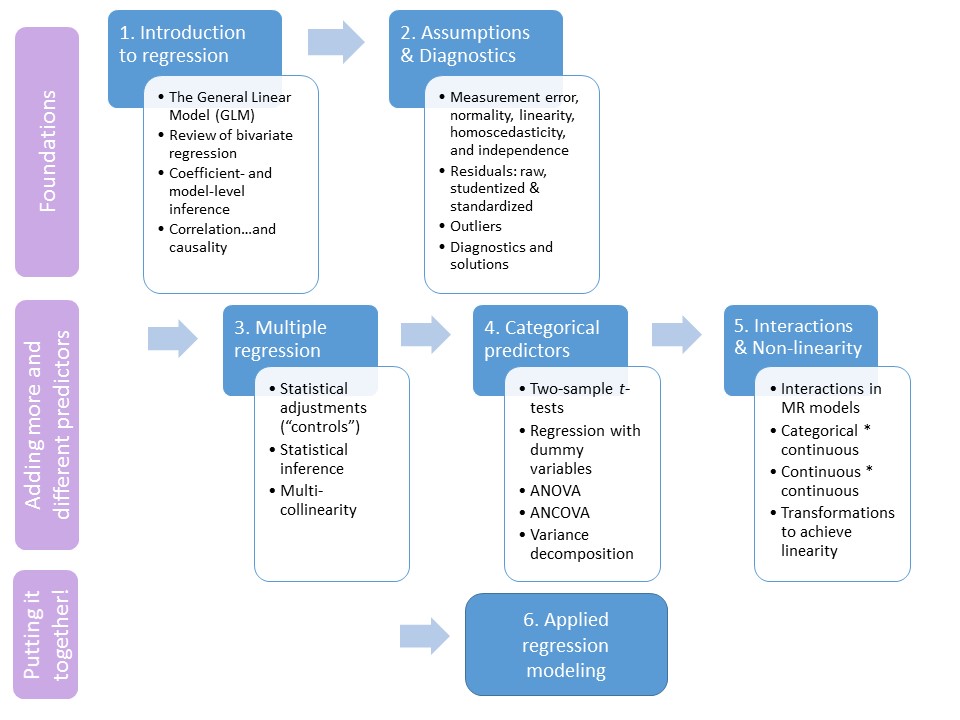 Foundations
1. Introduction
to regression
• The General Linear
Model (GLM)
• Review of bivariate
regression
• Coefficient- and
model-level
inference
• Correlation…and
causality
2. Assumptions
& Diagnostics
• Measurement error,
normality, linearity,
homoscedasticity,
and independence
• Residuals: raw,
studentized &
standardized
• Outliers
• Diagnostics and
solutions
Adding more and
different predictors
3. Multiple
regression
• Statistical
adjustments
(“controls”)
• Statistical
inference
• Multi-
collinearity
4. Categorical
predictors
• Two-sample t-
tests
• Regression with
dummy
variables
• ANOVA
• ANCOVA
• Variance
decomposition
5. Interactions
& Non-linearity
• Interactions in
MR models
• Categorical *
continuous
• Continuous *
continuous
• Transformations
to achieve
linearity
Putting it
together!
6. Applied
regression
modeling